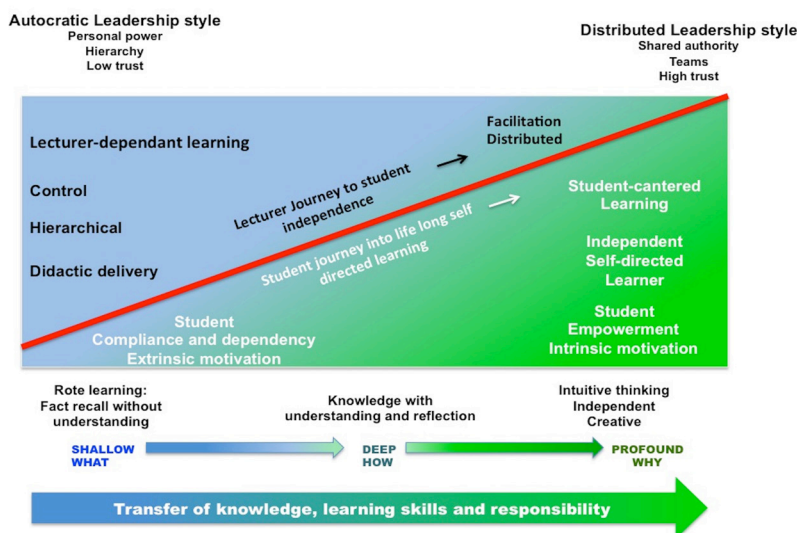 Autocratic Leadership style
Personal power
Hierarchy
Low trust
Distributed Leadership style
Shared authority
Teams
High trust
Lecturer-dependant learning
Control
Hierarchical
Didactic delivery
Lecturer Journey to student
independence
Facilitation
Distributed
Student journey into life long self
directed learning
Student-cantered
Learning
Independent
Self-directed
Learner
Student
Empowerment
Intrinsic motivation
Student
Compliance and dependency
Extrinsic motivation
Rote learning:
Fact recall without
understanding
Knowledge with
understanding and reflection
Intuitive thinking
Independent
Creative
SHALLOW
WHAT
DEEP
HOW
PROFOUND
WHY
Transfer of knowledge, learning skills and responsibility